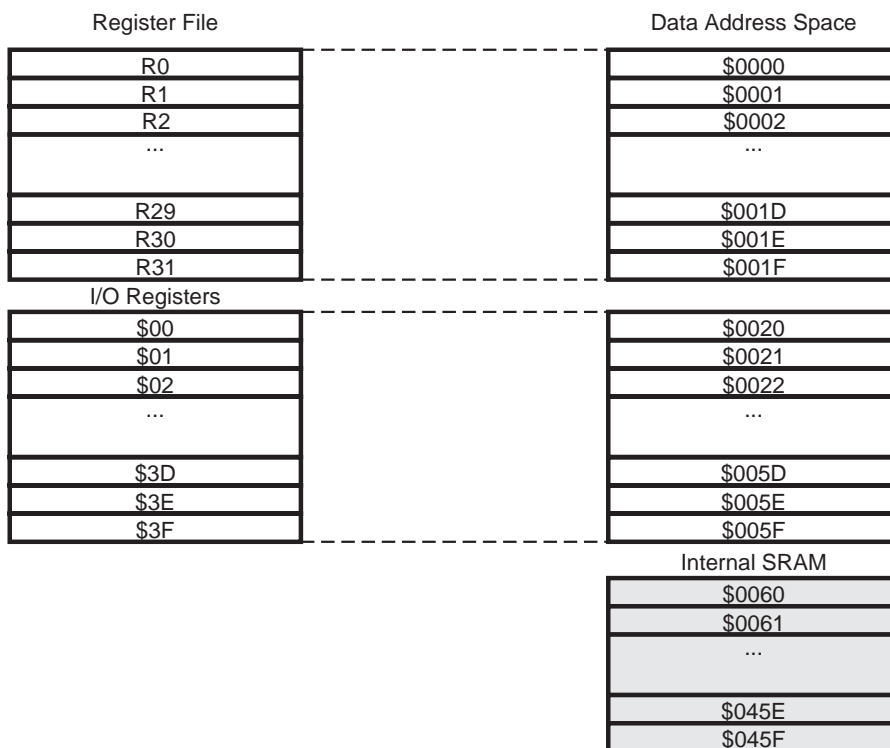 Register File
Data Address Space
R0
$0000
R1
$0001
R2
$0002
...
...
R29
$001D
R30
$001E
R31
$001F
I/O Registers
$00
$0020
$01
$0021
$02
$0022
...
...
$3D
$005D
$3E
$005E
$3F
$005F
Internal SRAM
$0060
$0061
...
$045E
$045F